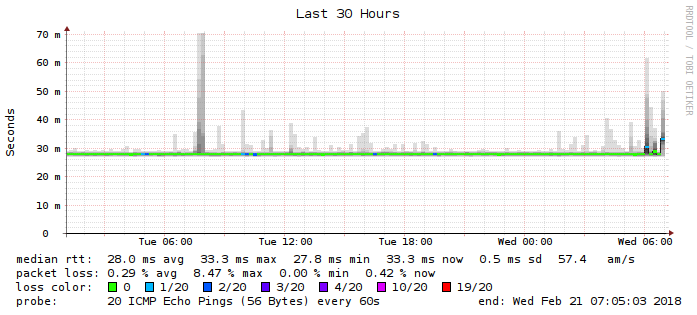 Last 30 Hours
RRDTOOL / TOBI OETIKER
Seconds
70 m
60 m
50 m
40 m
30 m
20 m
10 m
0
Tue 06:00 Tue 12:00 Tue 18:00 Wed 00:00 Wed 06:00
median rtt: 28.0 ms avg 33.3 ms max 27.8 ms min 33.3 ms now 0.5 ms sd 57.4 am/s
packet loss: 0.29 % avg 8.47 % max 0.00 % min 0.42 % now
loss color: 0 1/20 2/20 3/20 4/20 10/20 19/20
probe: 20 ICMP Echo Pings (56 Bytes) every 60s end: Wed Feb 21 07:05:03 2018